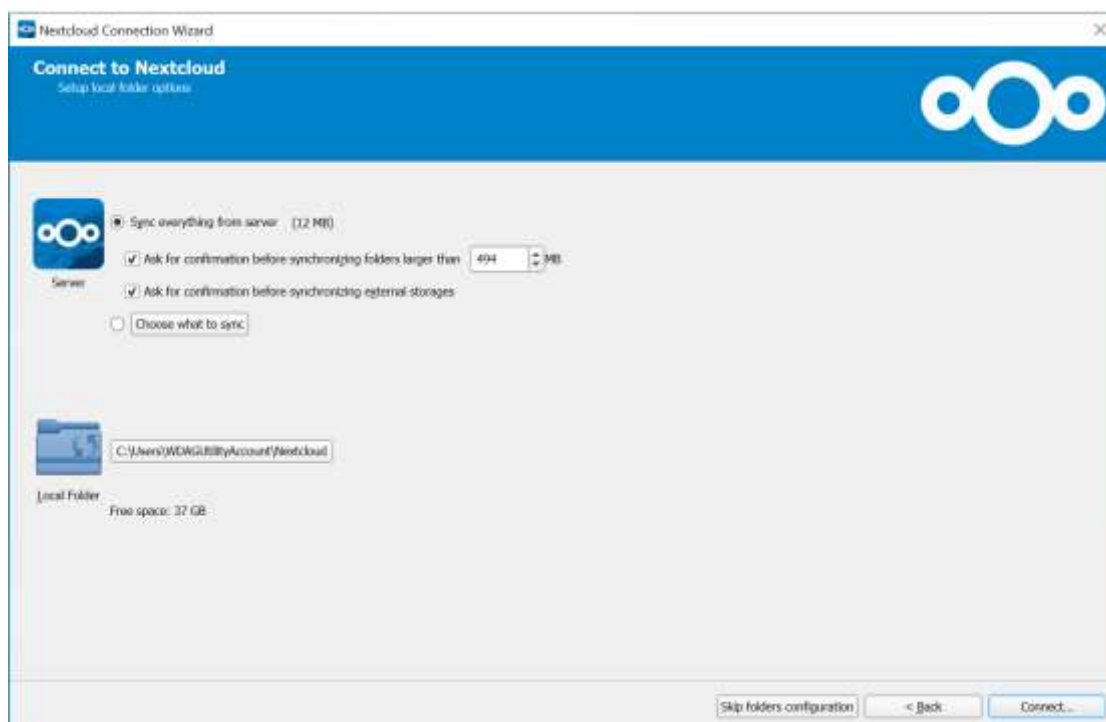 Nextcloud Connection Wizard
Connect to Nextcloud
Setup local folder options
Sync everything from server (12 MB)
Ask for confirmation before synchronizing folders larger than 494 MB
Server
Ask for confirmation before synchronizing external storages
Choose what to sync
C:\Users\WDAGUtilityAccount\Nextcloud
Local Folder
Free space: 37 GB
Skip folders configuration < Back Connect...